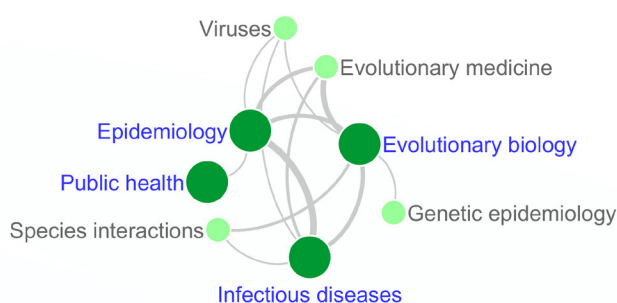 Viruses
Evolutionary medicine
Epidemiology
Evolutionary biology
Public health
Genetic epidemiology
Species interactions
Infectious diseases